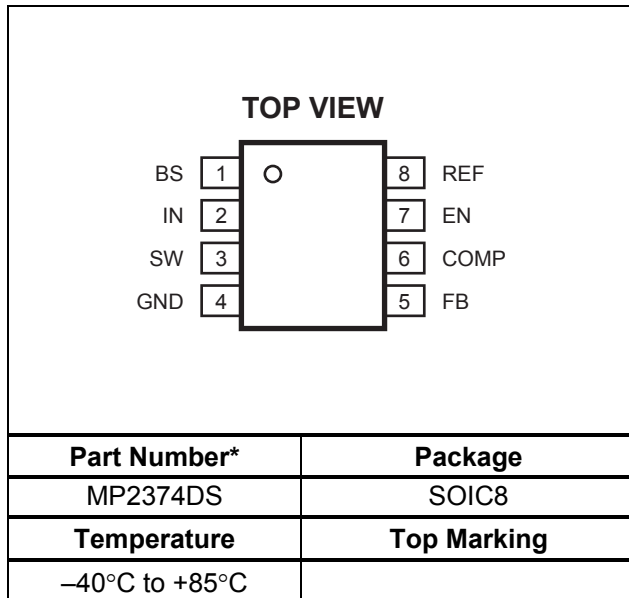 TOP VIEW
BS 1 8 REF
IN 2 7 EN
SW 3 6 COMP
GND 4 5 FB
Part Number* Package
MP2374DS SOIC8
Temperature Top Marking
–40°C to +85°C